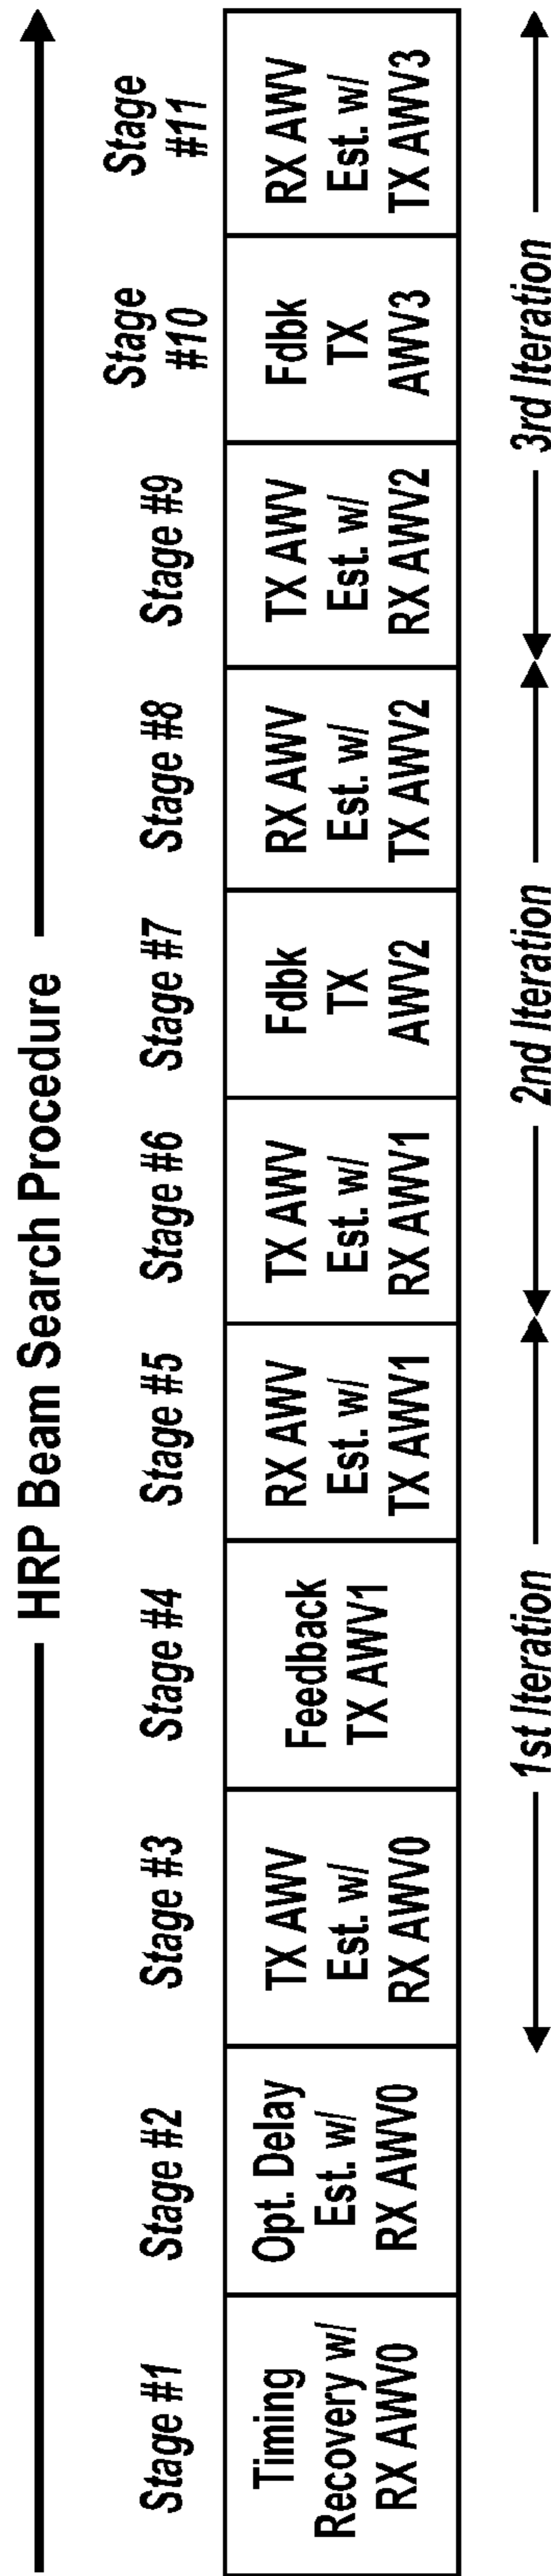 HRP Beam Search Procedure
Stage #1
Stage #2
Stage #3
Stage #4
Stage #5
Stage #6
Stage #7
Stage #8
Stage #9
Stage
#10
Stage
#11
Timing
Recovery w/
RX AWV0
Opt. Delay
Est. w/
RX AWV0
TX AWV
Est. w/
RX AWV0
Feedback
TX AWV1
RX AWV
Est. w/
TX AWV1
TX AWV
Est. w/
RX AWV1
Fdbk
TX
AWV2
RX AWV
Est. w/
TX AWV2
TX AWV
Est. w/
RX AWV2
Fdbk
TX
AWV3
RX AWV
Est. w/
TX AWV3
1st Iteration
2nd Iteration
3rd Iteration